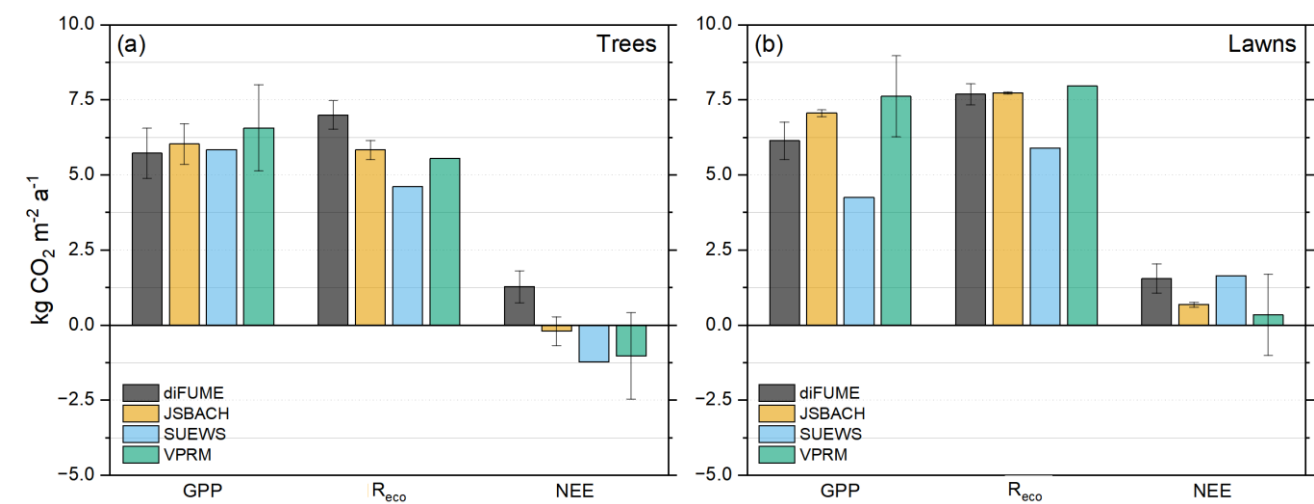 (a) Trees
10.0
7.5
5.0
2.5
0.0
−2.5
−5.0
kg CO₂ m⁻² a⁻¹
diFUME
JSBACH
SUEWS
VPRM
GPP R_eco NEE
(b) Lawns
10.0
7.5
5.0
2.5
0.0
−2.5
−5.0
diFUME
JSBACH
SUEWS
VPRM
GPP R_eco NEE